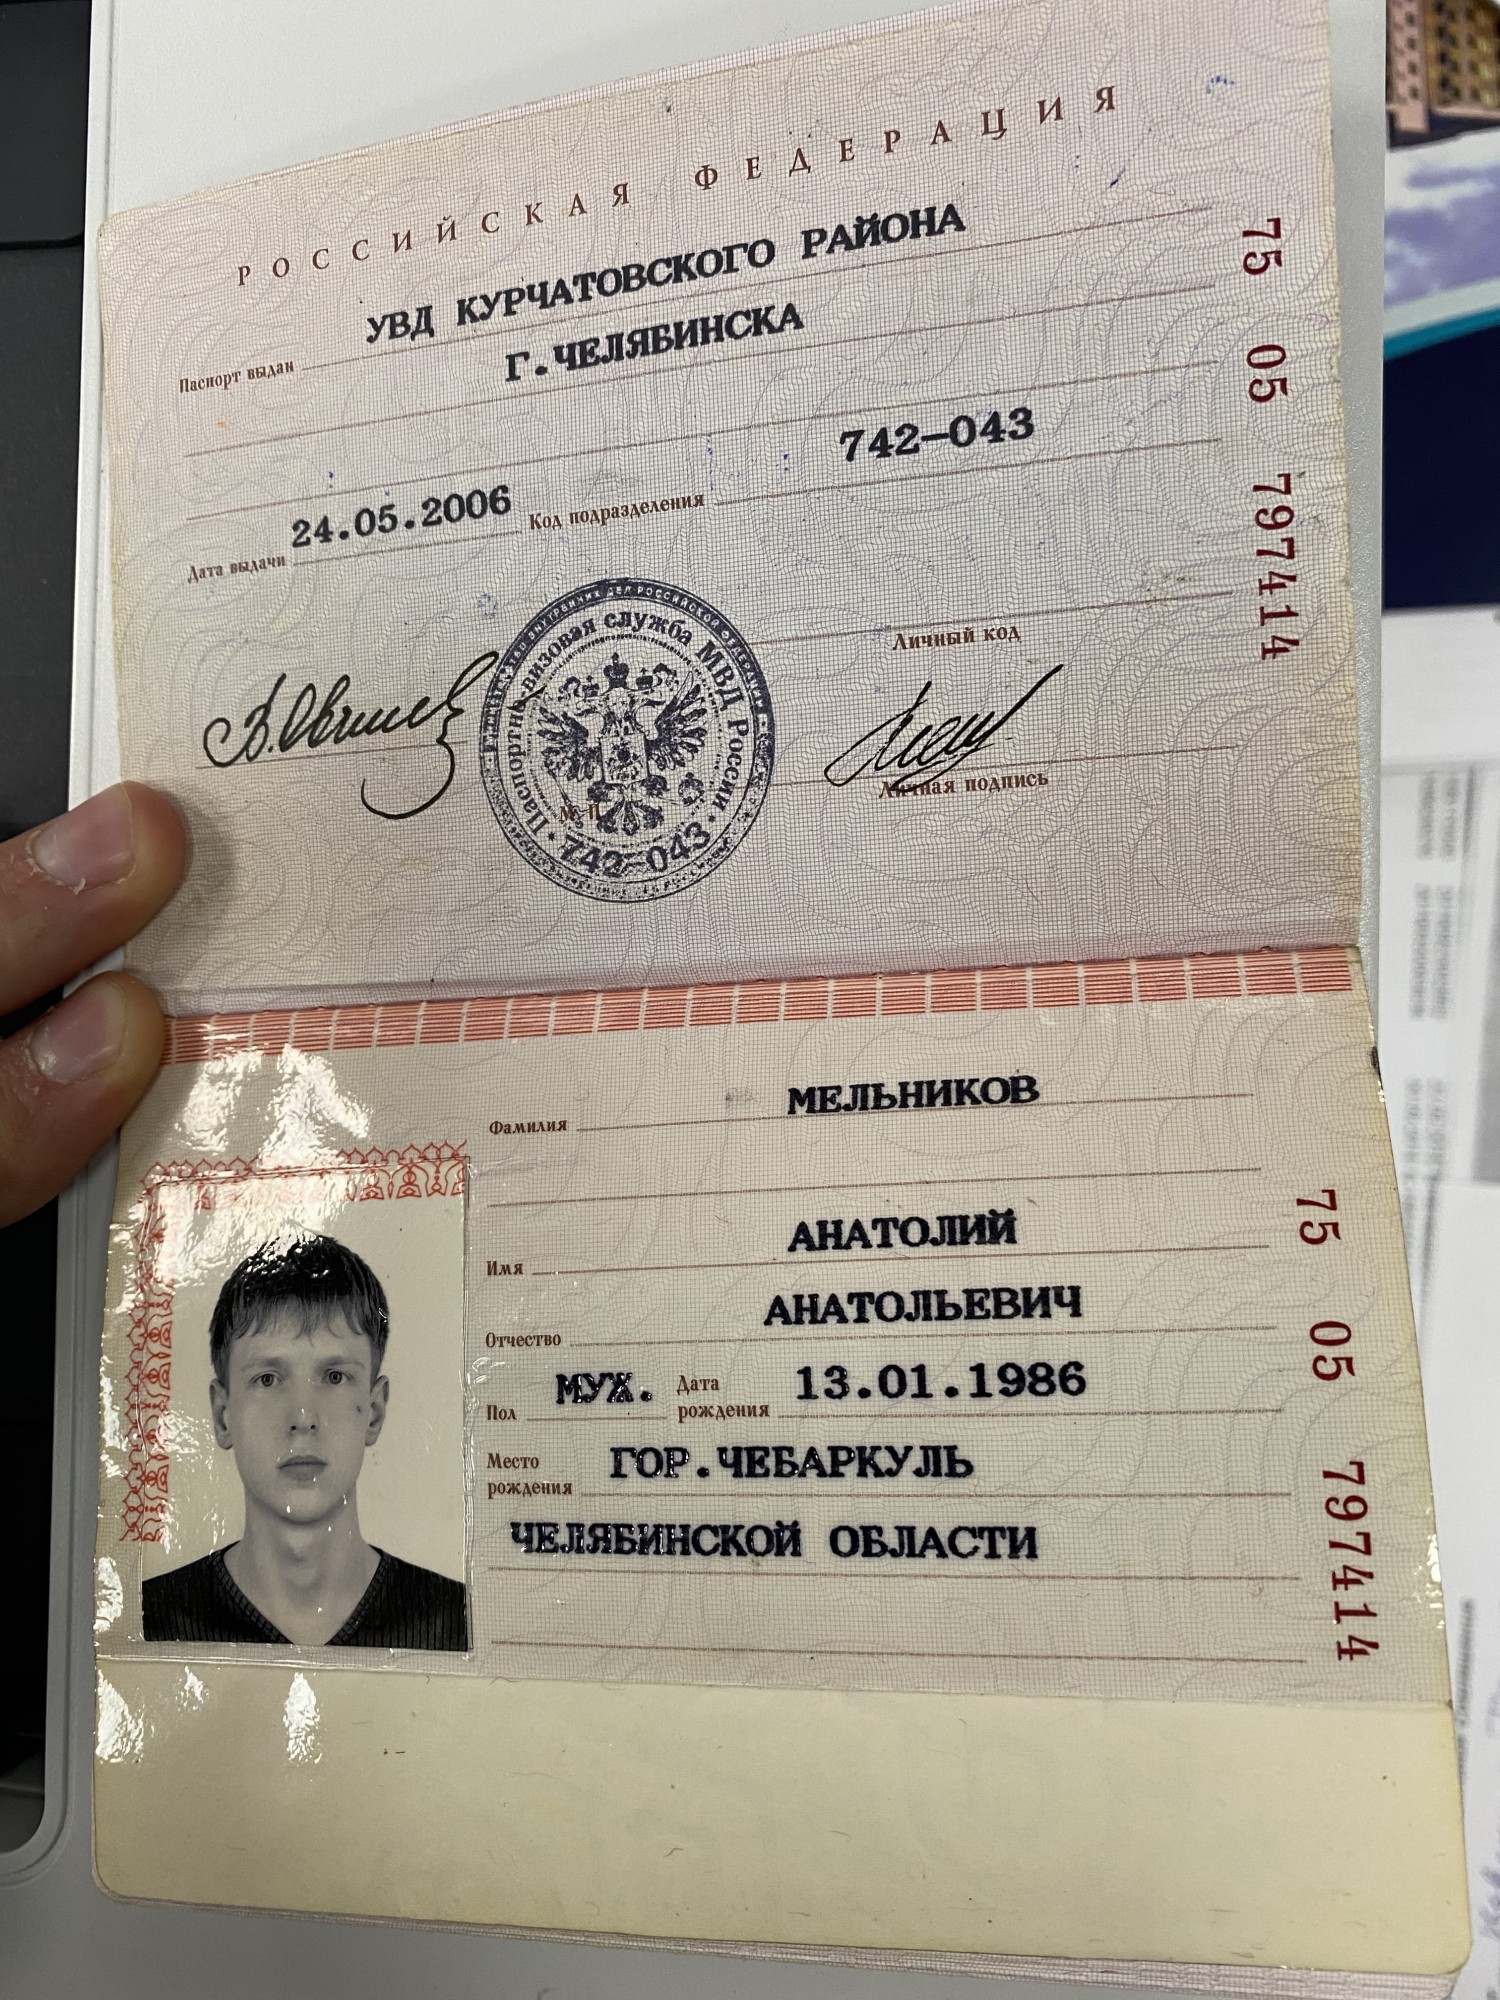 РОССИЙСКАЯ ФЕДЕРАЦИЯ
Паспорт выдан УВД КУРЧАТОВСКОГО РАЙОНА
Г.ЧЕЛЯБИНСКА
Дата выдачи 24.05.2006 Код подразделения 742-043
Личный код
Личная подпись
М.П.
Паспортно-визовая служба МВД России
742-043
75 05 797414
Фамилия МЕЛЬНИКОВ
Имя АНАТОЛИЙ
Отчество АНАТОЛЬЕВИЧ
Пол МУЖ. Дата рождения 13.01.1986
Место рождения ГОР.ЧЕБАРКУЛЬ
ЧЕЛЯБИНСКОЙ ОБЛАСТИ
75 05 797414